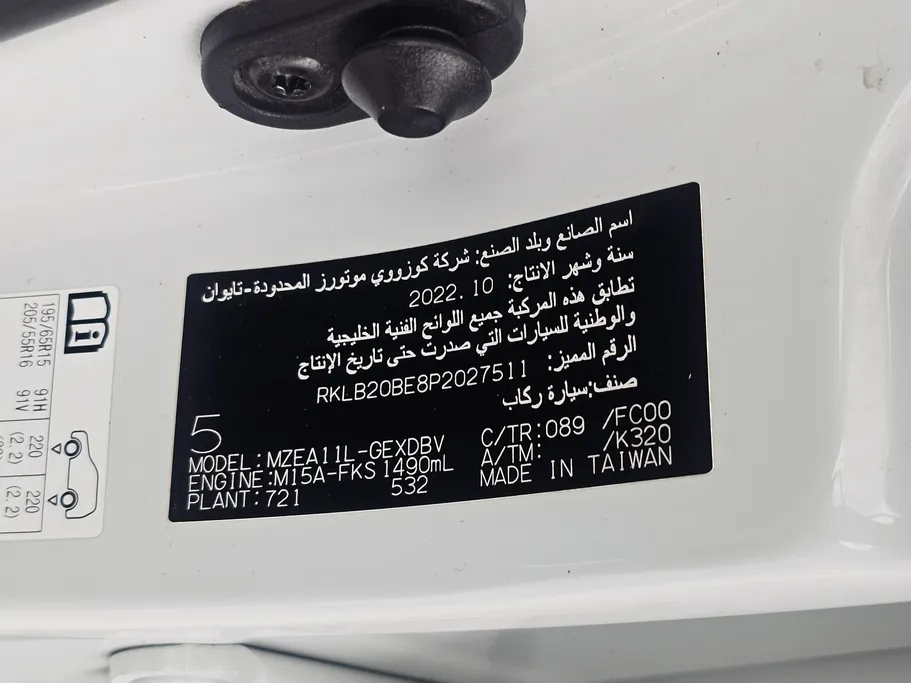 اسم الصانع وبلد الصنع: شركة كوزووي موتورز المحدودة-تايوان
سنة وشهر الانتاج: 2022.10
تطابق هذه المركبة جميع اللوائح الفنية الخليجية
والوطنية للسيارات التي صدرت حتى تاريخ الإنتاج
الرقم المميز: RKLB20BE8P2027511
صنف:سيارة ركاب
5
MODEL:MZEA11L-GEXDBV
ENGINE:M15A-FKS 1490mL
PLANT:721 532
C/TR:089 /FC00
A/TM: /K320
MADE IN TAIWAN
195/65R15 91H 220 (2.2)
205/55R16 91V 220 (2.2)